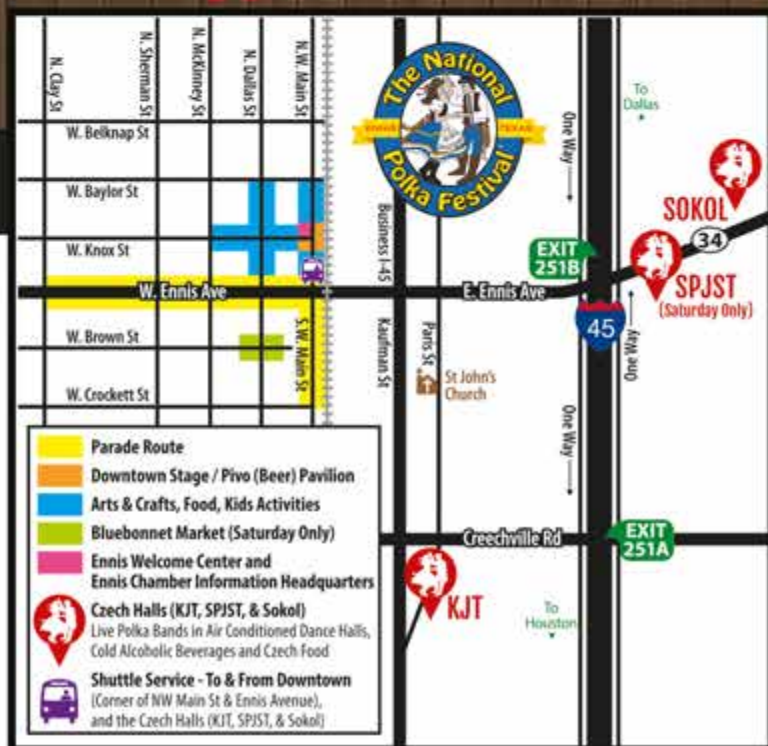 N. Clay St
N. Sherman St
N. McKinney St
N. Dallas St
N.W. Main St
W. Belknap St
W. Baylor St
W. Knox St
W. Ennis Ave
W. Brown St
W. Crockett St
S.W. Main St
The National
ENNIS TEXAS
Polka Festival
Business I-45
Kaufman St
Paris St
St John's
Church
E. Ennis Ave
One Way
To
Dallas
EXIT
251B
SOKOL
34
SPJST
(Saturday Only)
45
One Way
One Way
Creechville Rd
EXIT
251A
KJT
To
Houston
Parade Route
Downtown Stage / Pivo (Beer) Pavilion
Arts & Crafts, Food, Kids Activities
Bluebonnet Market (Saturday Only)
Ennis Welcome Center and
Ennis Chamber Information Headquarters
Czech Halls (KJT, SPJST, & Sokol)
Live Polka Bands in Air Conditioned Dance Halls,
Cold Alcoholic Beverages and Czech Food
Shuttle Service - To & From Downtown
(Corner of NW Main St & Ennis Avenue),
and the Czech Halls (KJT, SPJST, & Sokol)